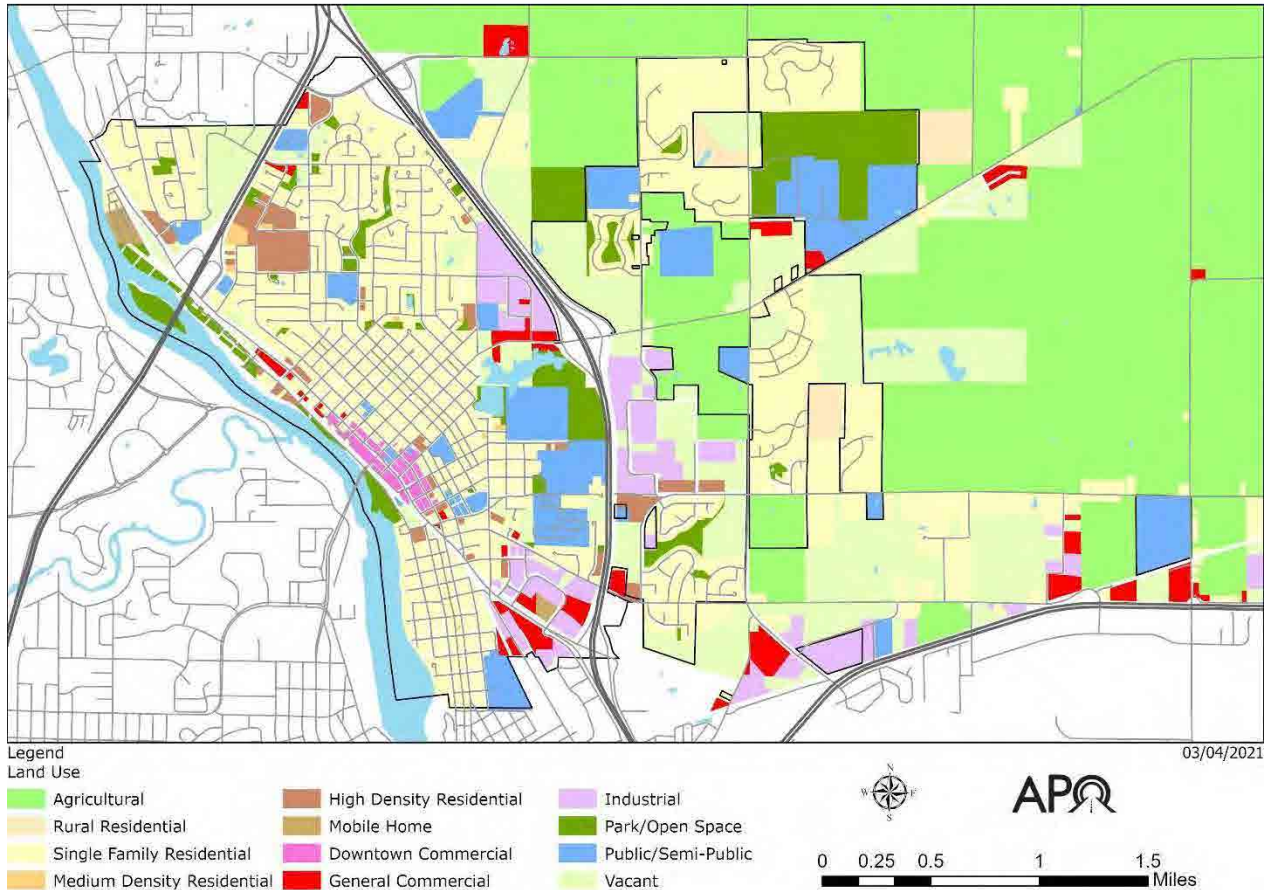 03/04/2021
Legend
Land Use
Agricultural
Rural Residential
Single Family Residential
Medium Density Residential
High Density Residential
Mobile Home
Downtown Commercial
General Commercial
Industrial
Park/Open Space
Public/Semi-Public
Vacant
N
W E
S
APO
0 0.25 0.5 1 1.5
Miles